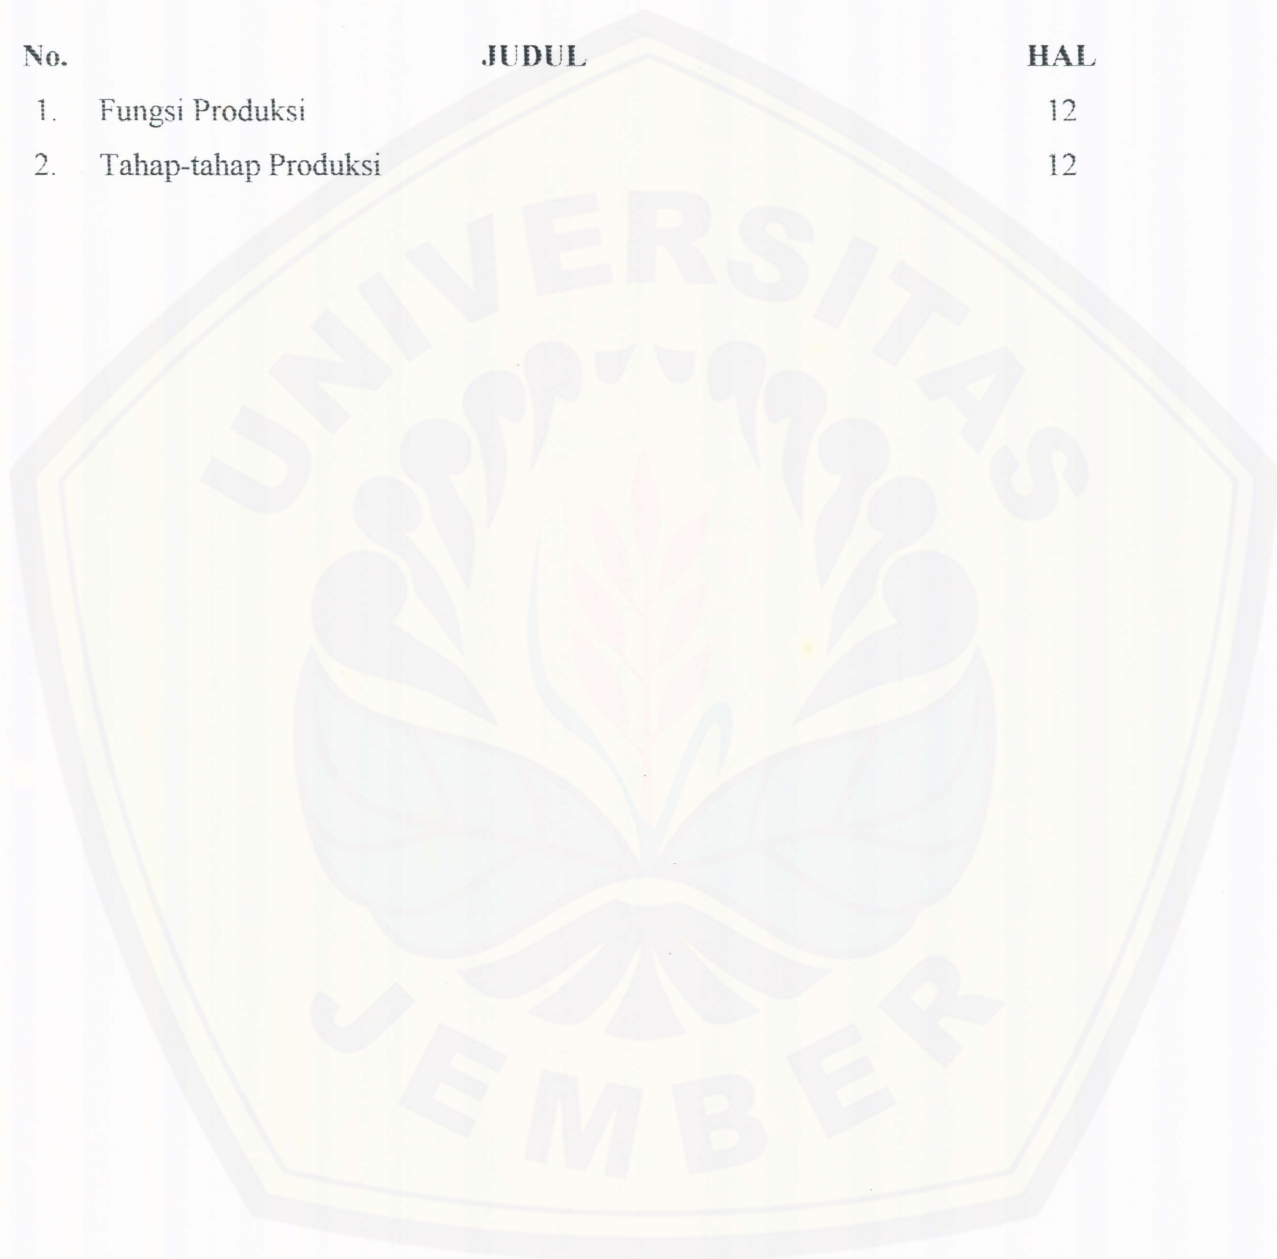 No. JUDUL HAL
1. Fungsi Produksi 12
2. Tahap-tahap Produksi 12
UNIVERSITAS
JEMBER